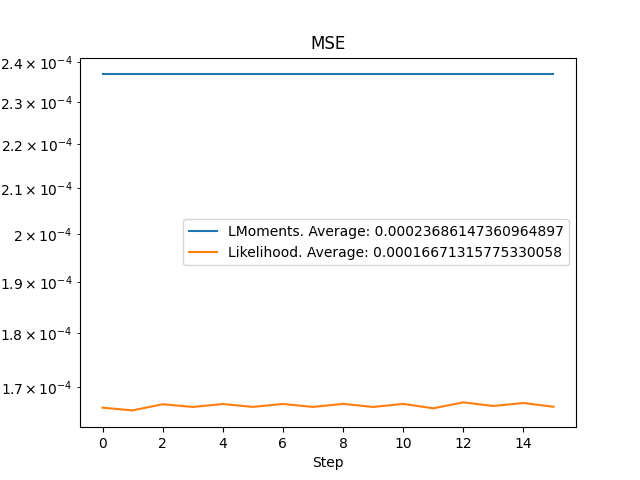 MSE
2.4 × 10⁻⁴
2.3 × 10⁻⁴
2.2 × 10⁻⁴
2.1 × 10⁻⁴
2 × 10⁻⁴
1.9 × 10⁻⁴
1.8 × 10⁻⁴
1.7 × 10⁻⁴
LMoments. Average: 0.00023686147360964897
Likelihood. Average: 0.00016671315775330058
0 2 4 6 8 10 12 14
Step